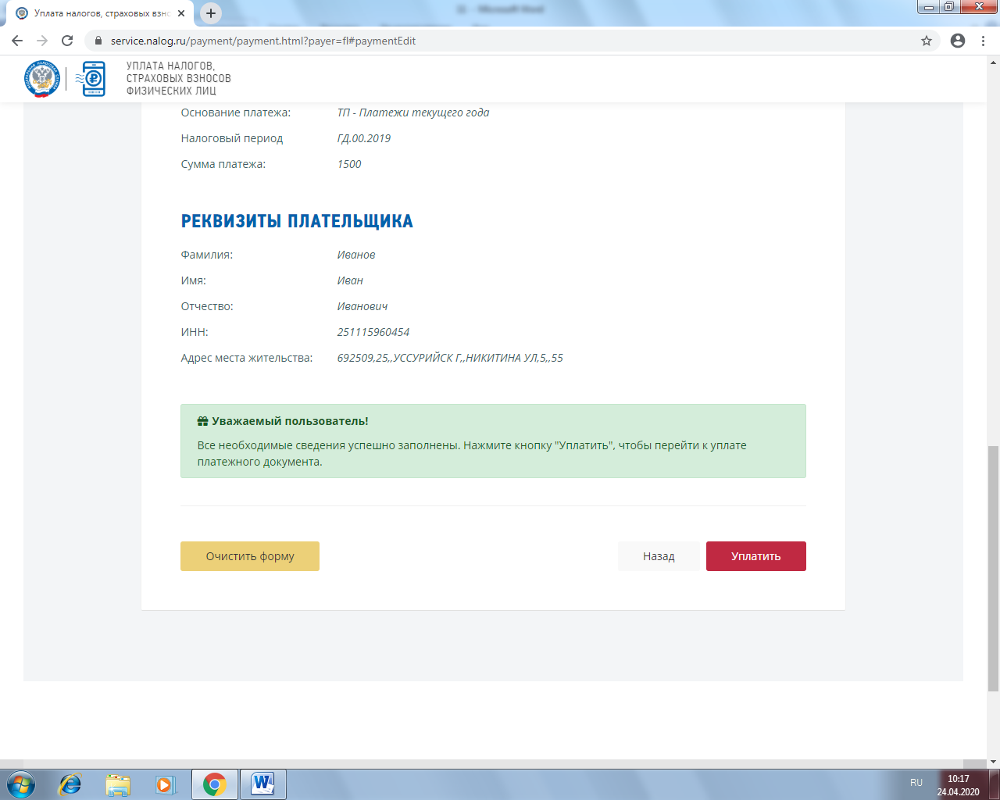 Уплата налогов, страховых взно
service.nalog.ru/payment/payment.html?payer=fl#paymentEdit
УПЛАТА НАЛОГОВ,
СТРАХОВЫХ ВЗНОСОВ
ФИЗИЧЕСКИХ ЛИЦ
Основание платежа: ТП - Платежи текущего года
Налоговый период ГД.00.2019
Сумма платежа: 1500
РЕКВИЗИТЫ ПЛАТЕЛЬЩИКА
Фамилия: Иванов
Имя: Иван
Отчество: Иванович
ИНН: 251115960454
Адрес места жительства: 692509,25,,УССУРИЙСК Г,,НИКИТИНА УЛ,5,,55
Уважаемый пользователь!
Все необходимые сведения успешно заполнены. Нажмите кнопку "Уплатить", чтобы перейти к уплате
платежного документа.
Очистить форму Назад Уплатить
RU 10:17
24.04.2020